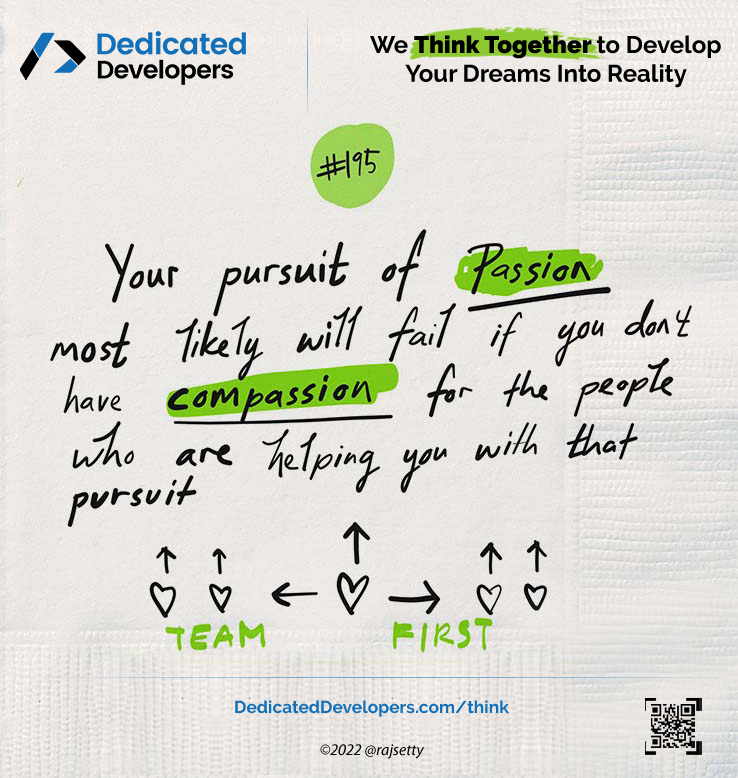 Dedicated
Developers
We Think Together to Develop
Your Dreams Into Reality
#195
Your pursuit of Passion
most likely will fail if you don't
have compassion for the people
who are helping you with that
pursuit
TEAM FIRST
DedicatedDevelopers.com/think
©2022 @rajsetty